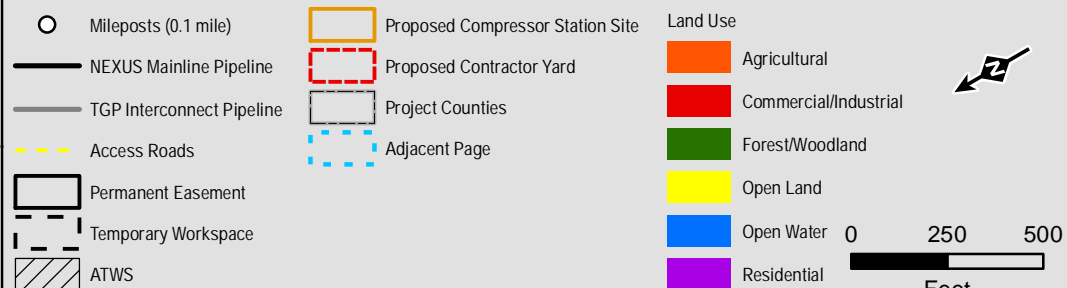 Mileposts (0.1 mile)
NEXUS Mainline Pipeline
TGP Interconnect Pipeline
Access Roads
Permanent Easement
Temporary Workspace
ATWS
Proposed Compressor Station Site
Proposed Contractor Yard
Project Counties
Adjacent Page
Land Use
Agricultural
Commercial/Industrial
Forest/Woodland
Open Land
Open Water
Residential
N
0 250 500
Feet